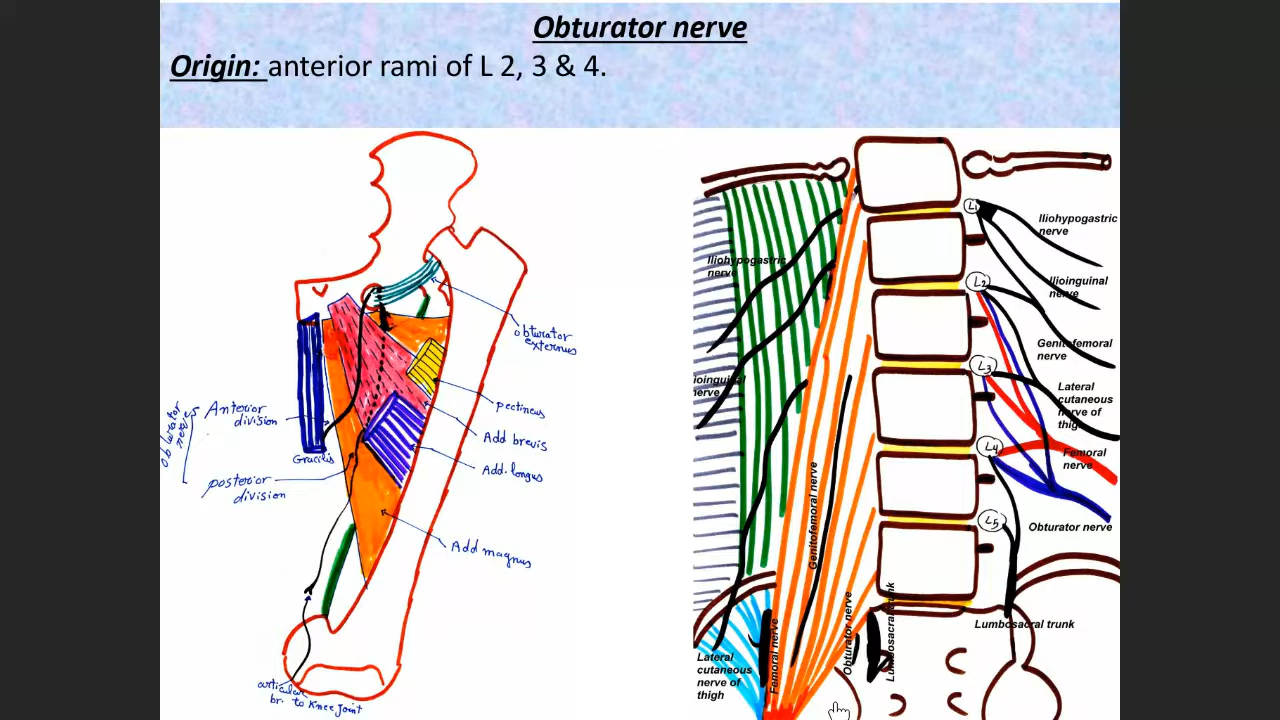 Obturator nerve
Origin: anterior rami of L 2, 3 & 4.
obturator
externus
pectineus
Add brevis
Add. longus
Add magnus
Anterior
division
obturator
nerves
Gracilis
posterior
division
articular
br. to Knee Joint
L1
L2
L3
L4
L5
Iliohypogastric
nerve
Ilioinguinal
nerve
Genitofemoral
nerve
Lateral
cutaneous
nerve of
thigh
Femoral
nerve
Obturator nerve
Lumbosacral trunk
Iliohypogastric
nerve
ilioinguinal
nerve
Genitofemoral nerve
Obturator nerve
Lumbosacral trunk
Femoral nerve
Lateral
cutaneous
nerve of
thigh